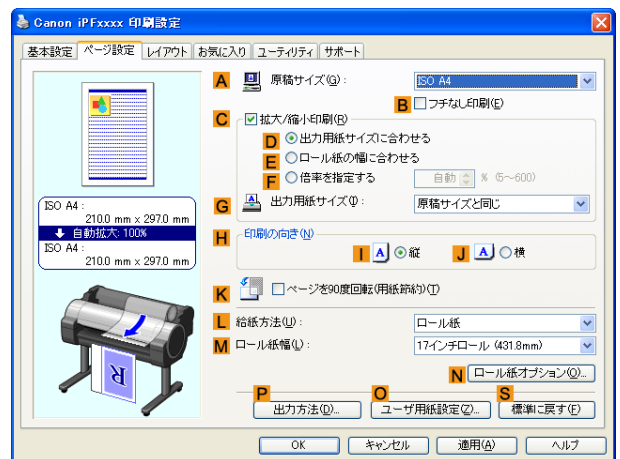 Canon iPFxxxx 印刷設定
基本設定 ページ設定 レイアウト お気に入り ユーティリティ サポート
A 原稿サイズ(G): ISO A4
B フチなし印刷(E)
C 拡大/縮小印刷(R)
D 出力用紙サイズに合わせる
E ロール紙の幅に合わせる
F 倍率を指定する 自動 % (5～600)
G 出力用紙サイズ(I): 原稿サイズと同じ
ISO A4 :
210.0 mm x 297.0 mm
自動拡大: 100%
ISO A4 :
210.0 mm x 297.0 mm
H 印刷の向き(N)
I A 縦 J A 横
K ページを90度回転(用紙節約)(T)
L 給紙方法(U): ロール紙
M ロール紙幅(L): 17インチロール (431.8mm)
N ロール紙オプション(O)...
R
P O S
出力方法(D)... ユーザ用紙設定(Z)... 標準に戻す(F)
OK キャンセル 適用(A) ヘルプ